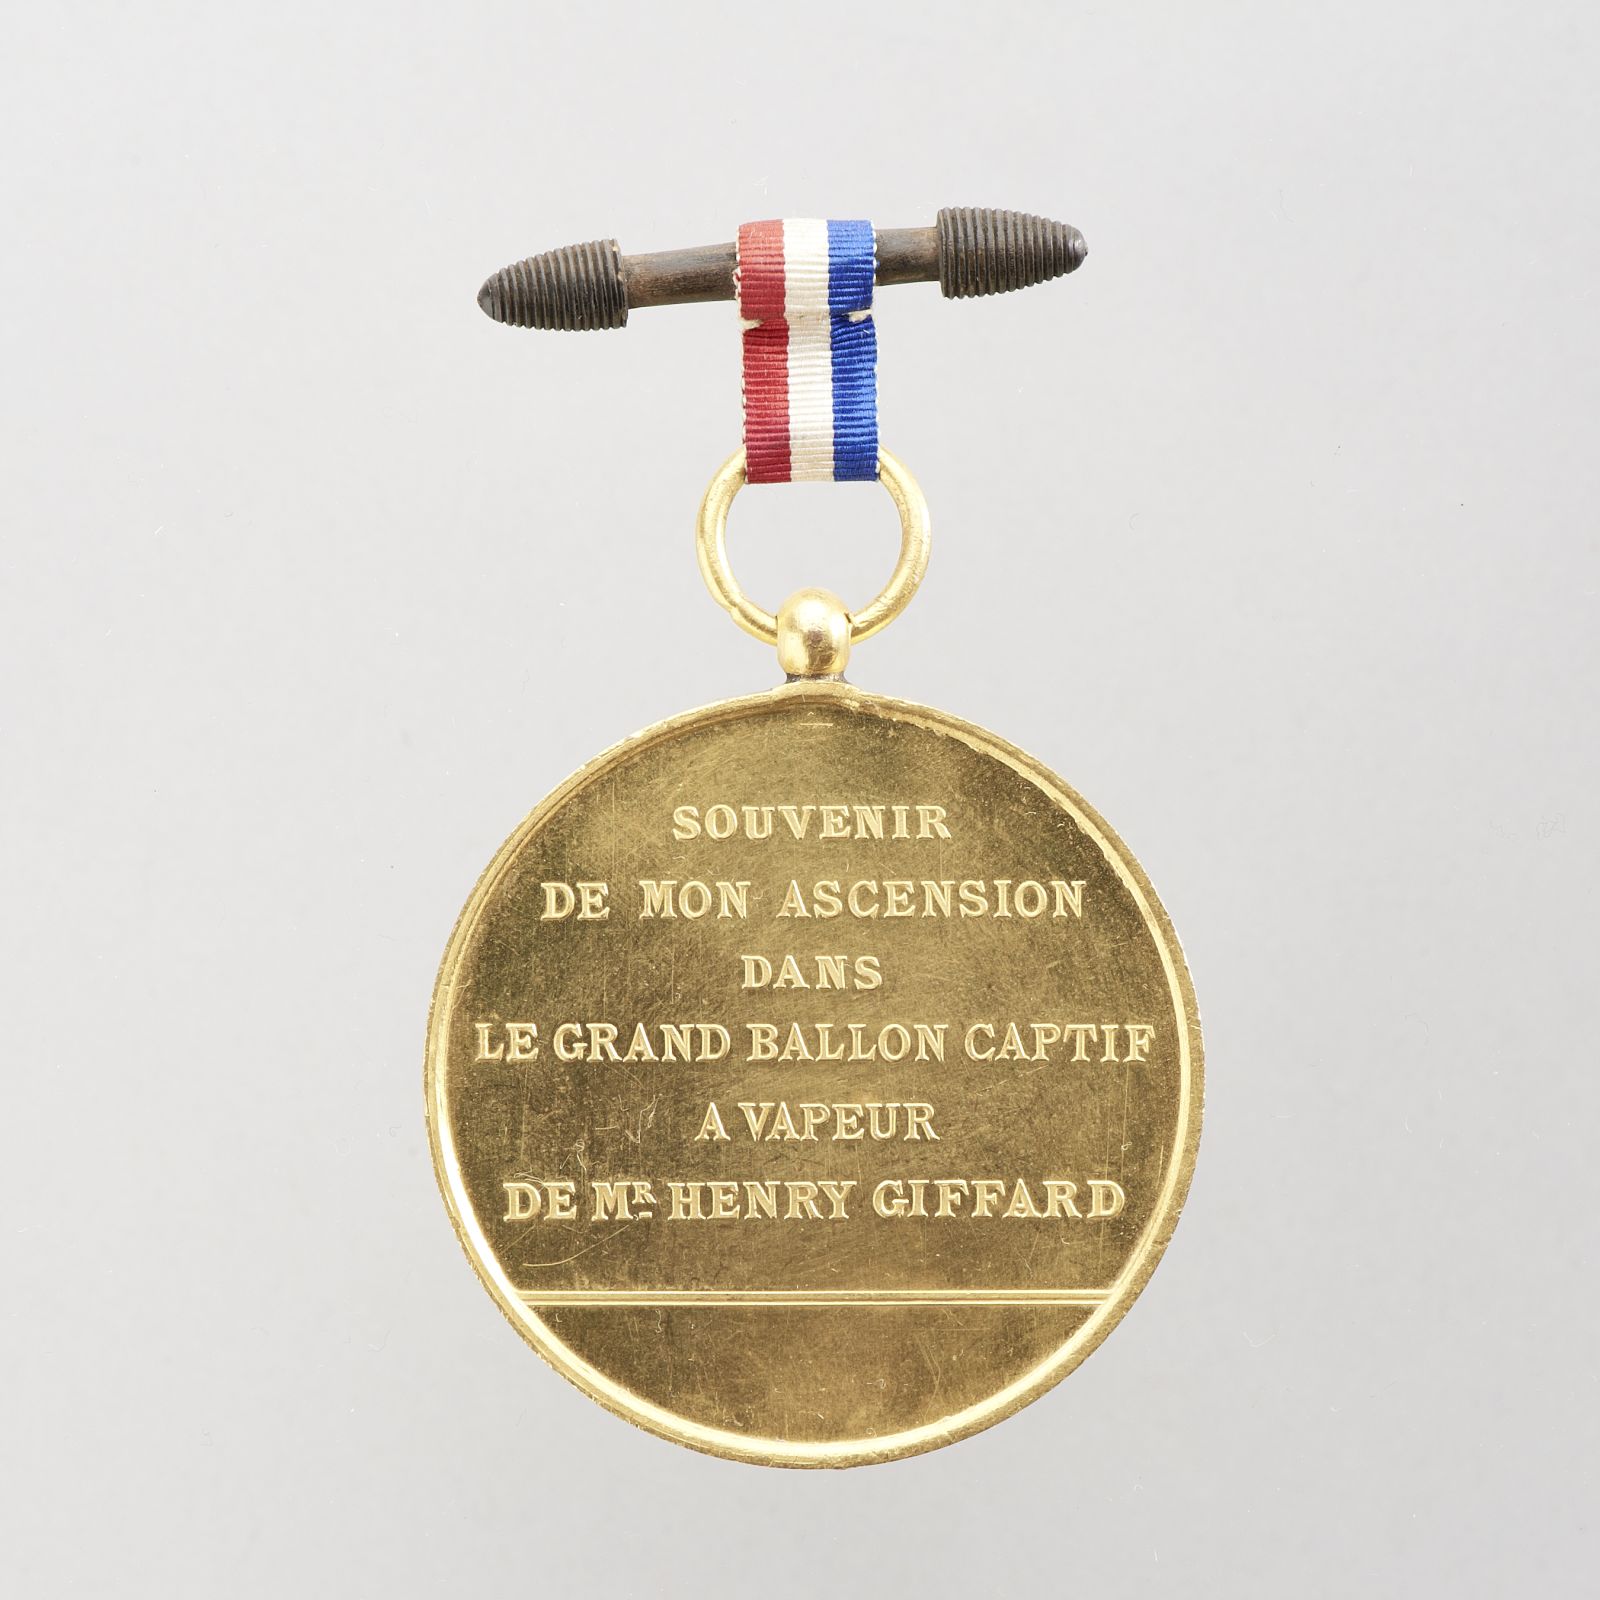 SOUVENIR
DE MON ASCENSION
DANS
LE GRAND BALLON CAPTIF
A VAPEUR
DE MR HENRY GIFFARD